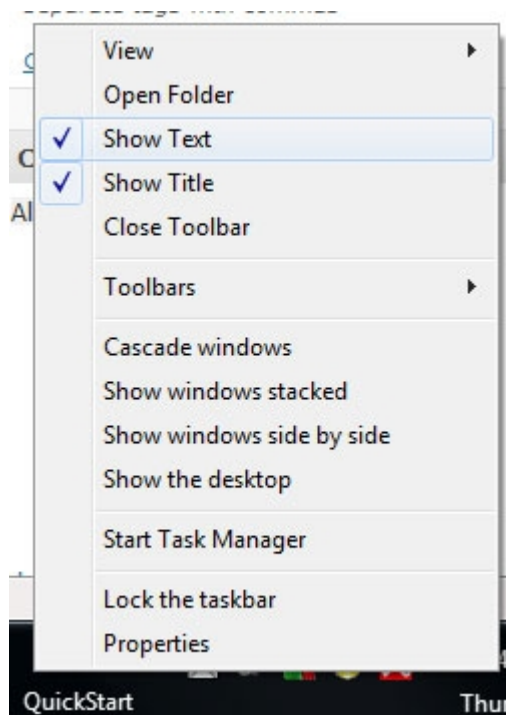 View
Open Folder
Show Text
Show Title
Close Toolbar
Toolbars
Cascade windows
Show windows stacked
Show windows side by side
Show the desktop
Start Task Manager
Lock the taskbar
Properties
QuickStart